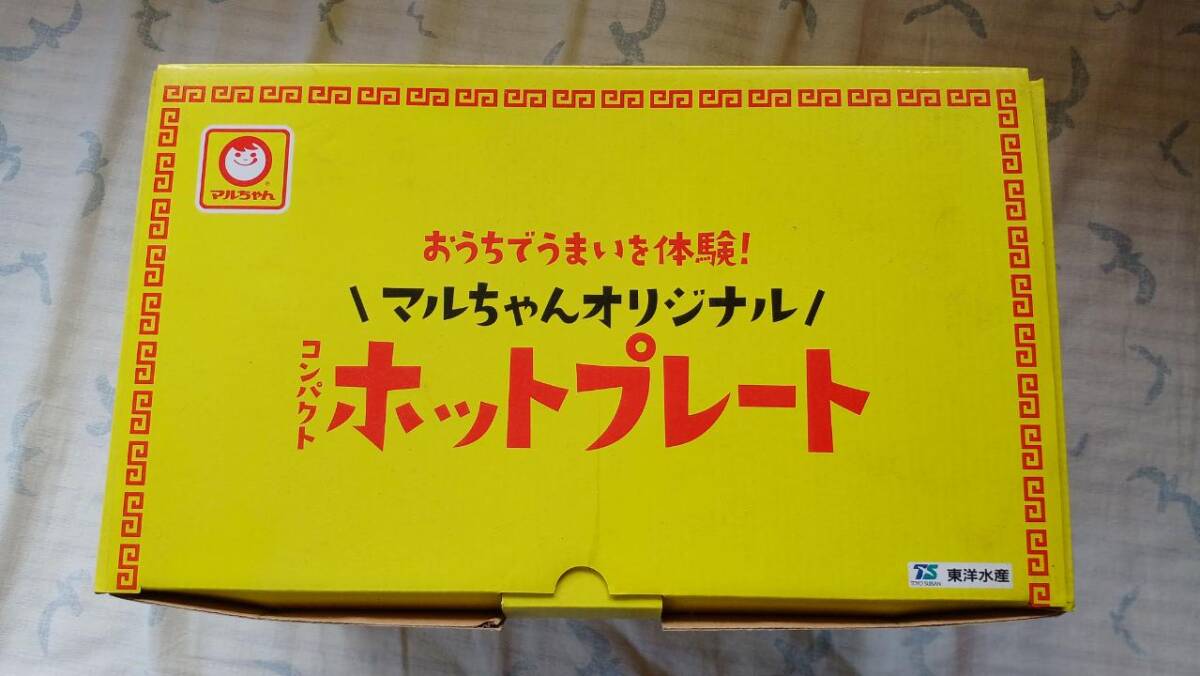 マルちゃん
おうちでうまいを体験!
\マルちゃんオリジナル/
コンパクト
ホットプレート
TS
TOYO SUISAN
東洋水産